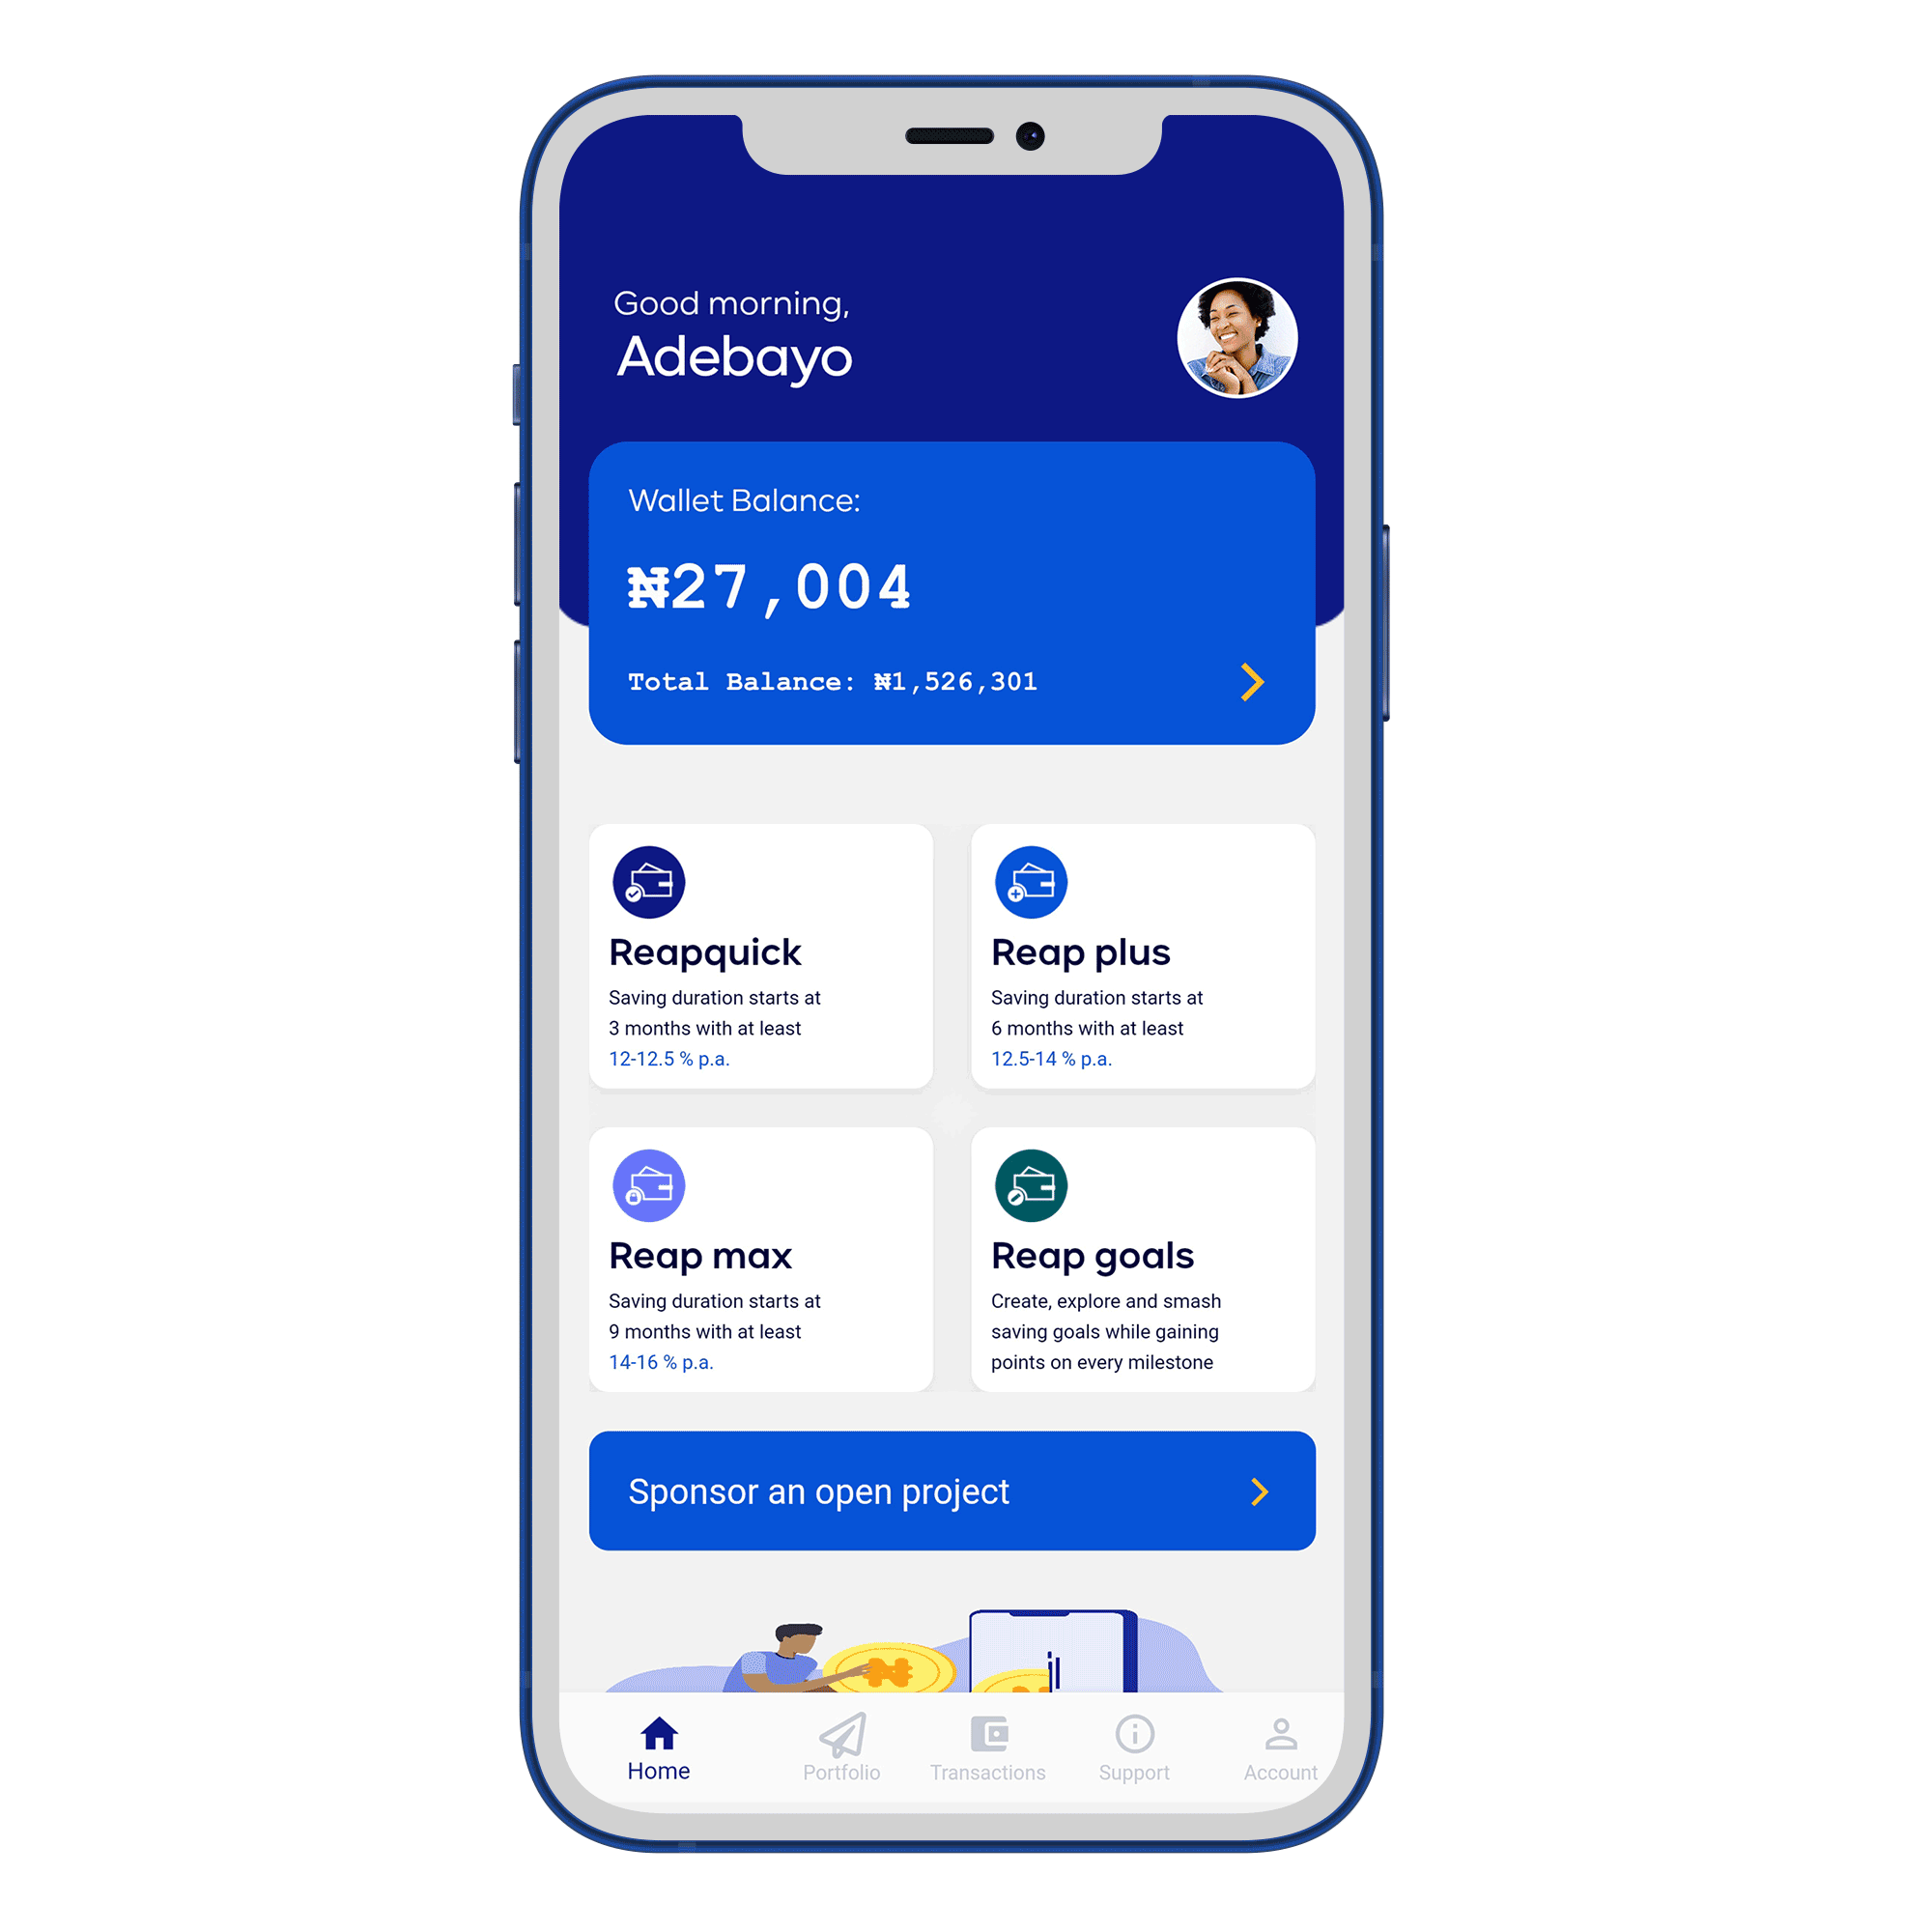 Good morning,
Adebayo
Wallet Balance:
₦27,004
Total Balance: ₦1,526,301
Reapquick
Saving duration starts at
3 months with at least
12-12.5 % p.a.
Reap plus
Saving duration starts at
6 months with at least
12.5-14 % p.a.
Reap max
Saving duration starts at
9 months with at least
14-16 % p.a.
Reap goals
Create, explore and smash
saving goals while gaining
points on every milestone
Sponsor an open project
₦
₦
Home
Portfolio
Transactions
Support
Account